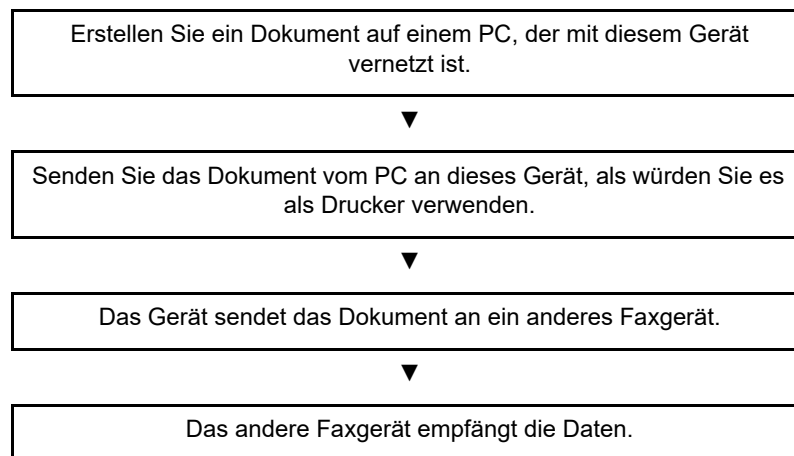 Erstellen Sie ein Dokument auf einem PC, der mit diesem Gerät
vernetzt ist.
▼
Senden Sie das Dokument vom PC an dieses Gerät, als würden Sie es
als Drucker verwenden.
▼
Das Gerät sendet das Dokument an ein anderes Faxgerät.
▼
Das andere Faxgerät empfängt die Daten.